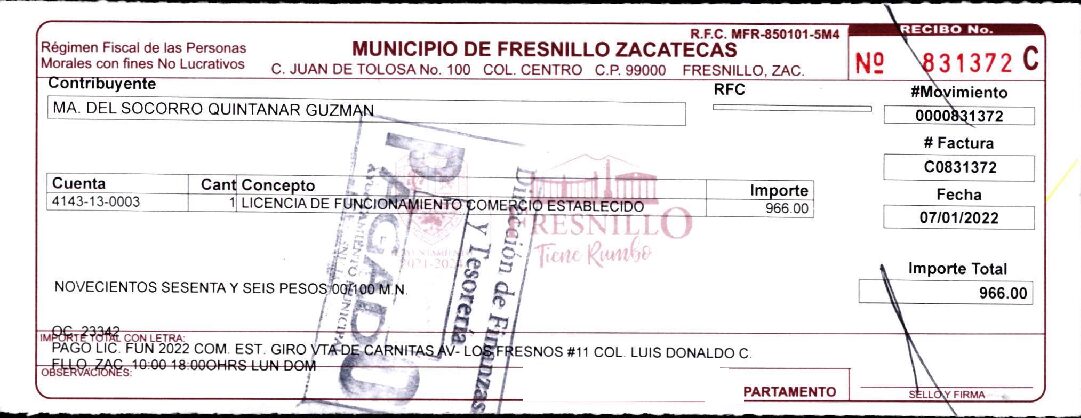 R.F.C. MFR-850101-5M4
RECIBO No.
Régimen Fiscal de las Personas
Morales con fines No Lucrativos
MUNICIPIO DE FRESNILLO ZACATECAS
C. JUAN DE TOLOSA No. 100 COL. CENTRO C.P. 99000 FRESNILLO, ZAC.
Nº 831372 C
Contribuyente
RFC
#Movimiento
MA. DEL SOCORRO QUINTANAR GUZMAN
0000831372
# Factura
C0831372
Cuenta Cant Concepto Importe
Fecha
4143-13-0003 1 LICENCIA DE FUNCIONAMIENTO COMERCIO ESTABLECIDO 966.00
07/01/2022
FRESNILLO
Tiene Rumbo
PAGADO
Dirección de Finanzas
y Tesorería
Importe Total
966.00
NOVECIENTOS SESENTA Y SEIS PESOS 00/100 M.N.
OC. 23342
IMPORTE TOTAL CON LETRA:
PAGO LIC. FUN 2022 COM. EST. GIRO VTA DE CARNITAS AV- LOS FRESNOS #11 COL. LUIS DONALDO C.
FLLO, ZAC. 10:00 18:00OHRS LUN DOM
OBSERVACIONES:
PARTAMENTO
SELLO Y FIRMA